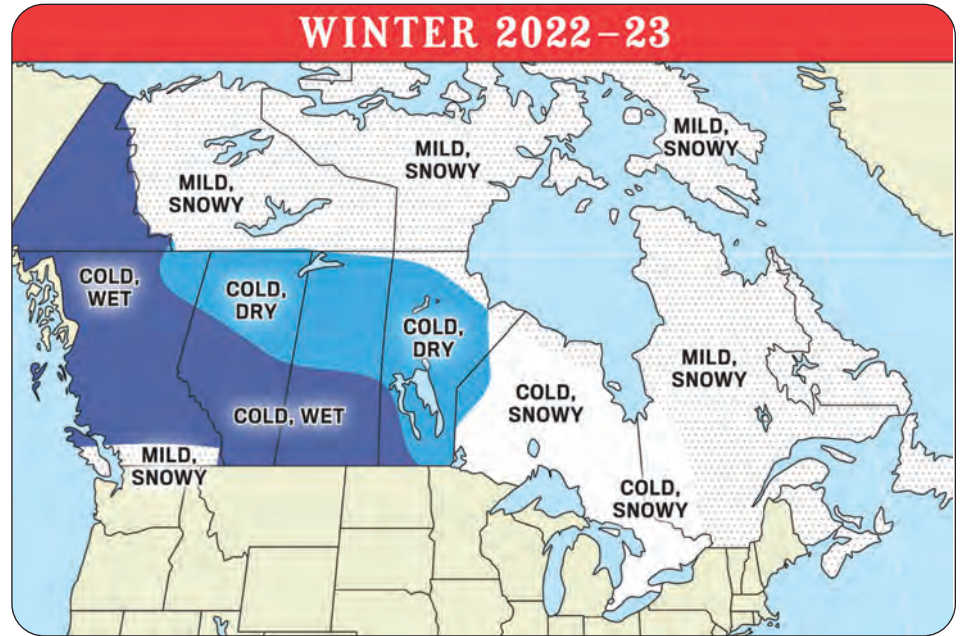 WINTER 2022–23
MILD,
SNOWY
MILD,
SNOWY
MILD,
SNOWY
COLD,
WET
COLD,
DRY
COLD,
DRY
MILD,
SNOWY
COLD,
SNOWY
COLD, WET
MILD,
SNOWY
COLD,
SNOWY